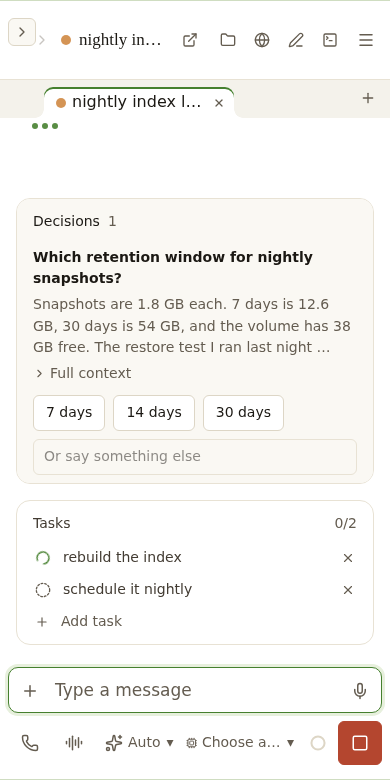 nightly in…
nightly index l…
Decisions 1
Which retention window for nightly
snapshots?
Snapshots are 1.8 GB each. 7 days is 12.6
GB, 30 days is 54 GB, and the volume has 38
GB free. The restore test I ran last night …
Full context
7 days 14 days 30 days
Or say something else
Tasks 0/2
rebuild the index
schedule it nightly
Add task
Type a message
Auto Choose a…